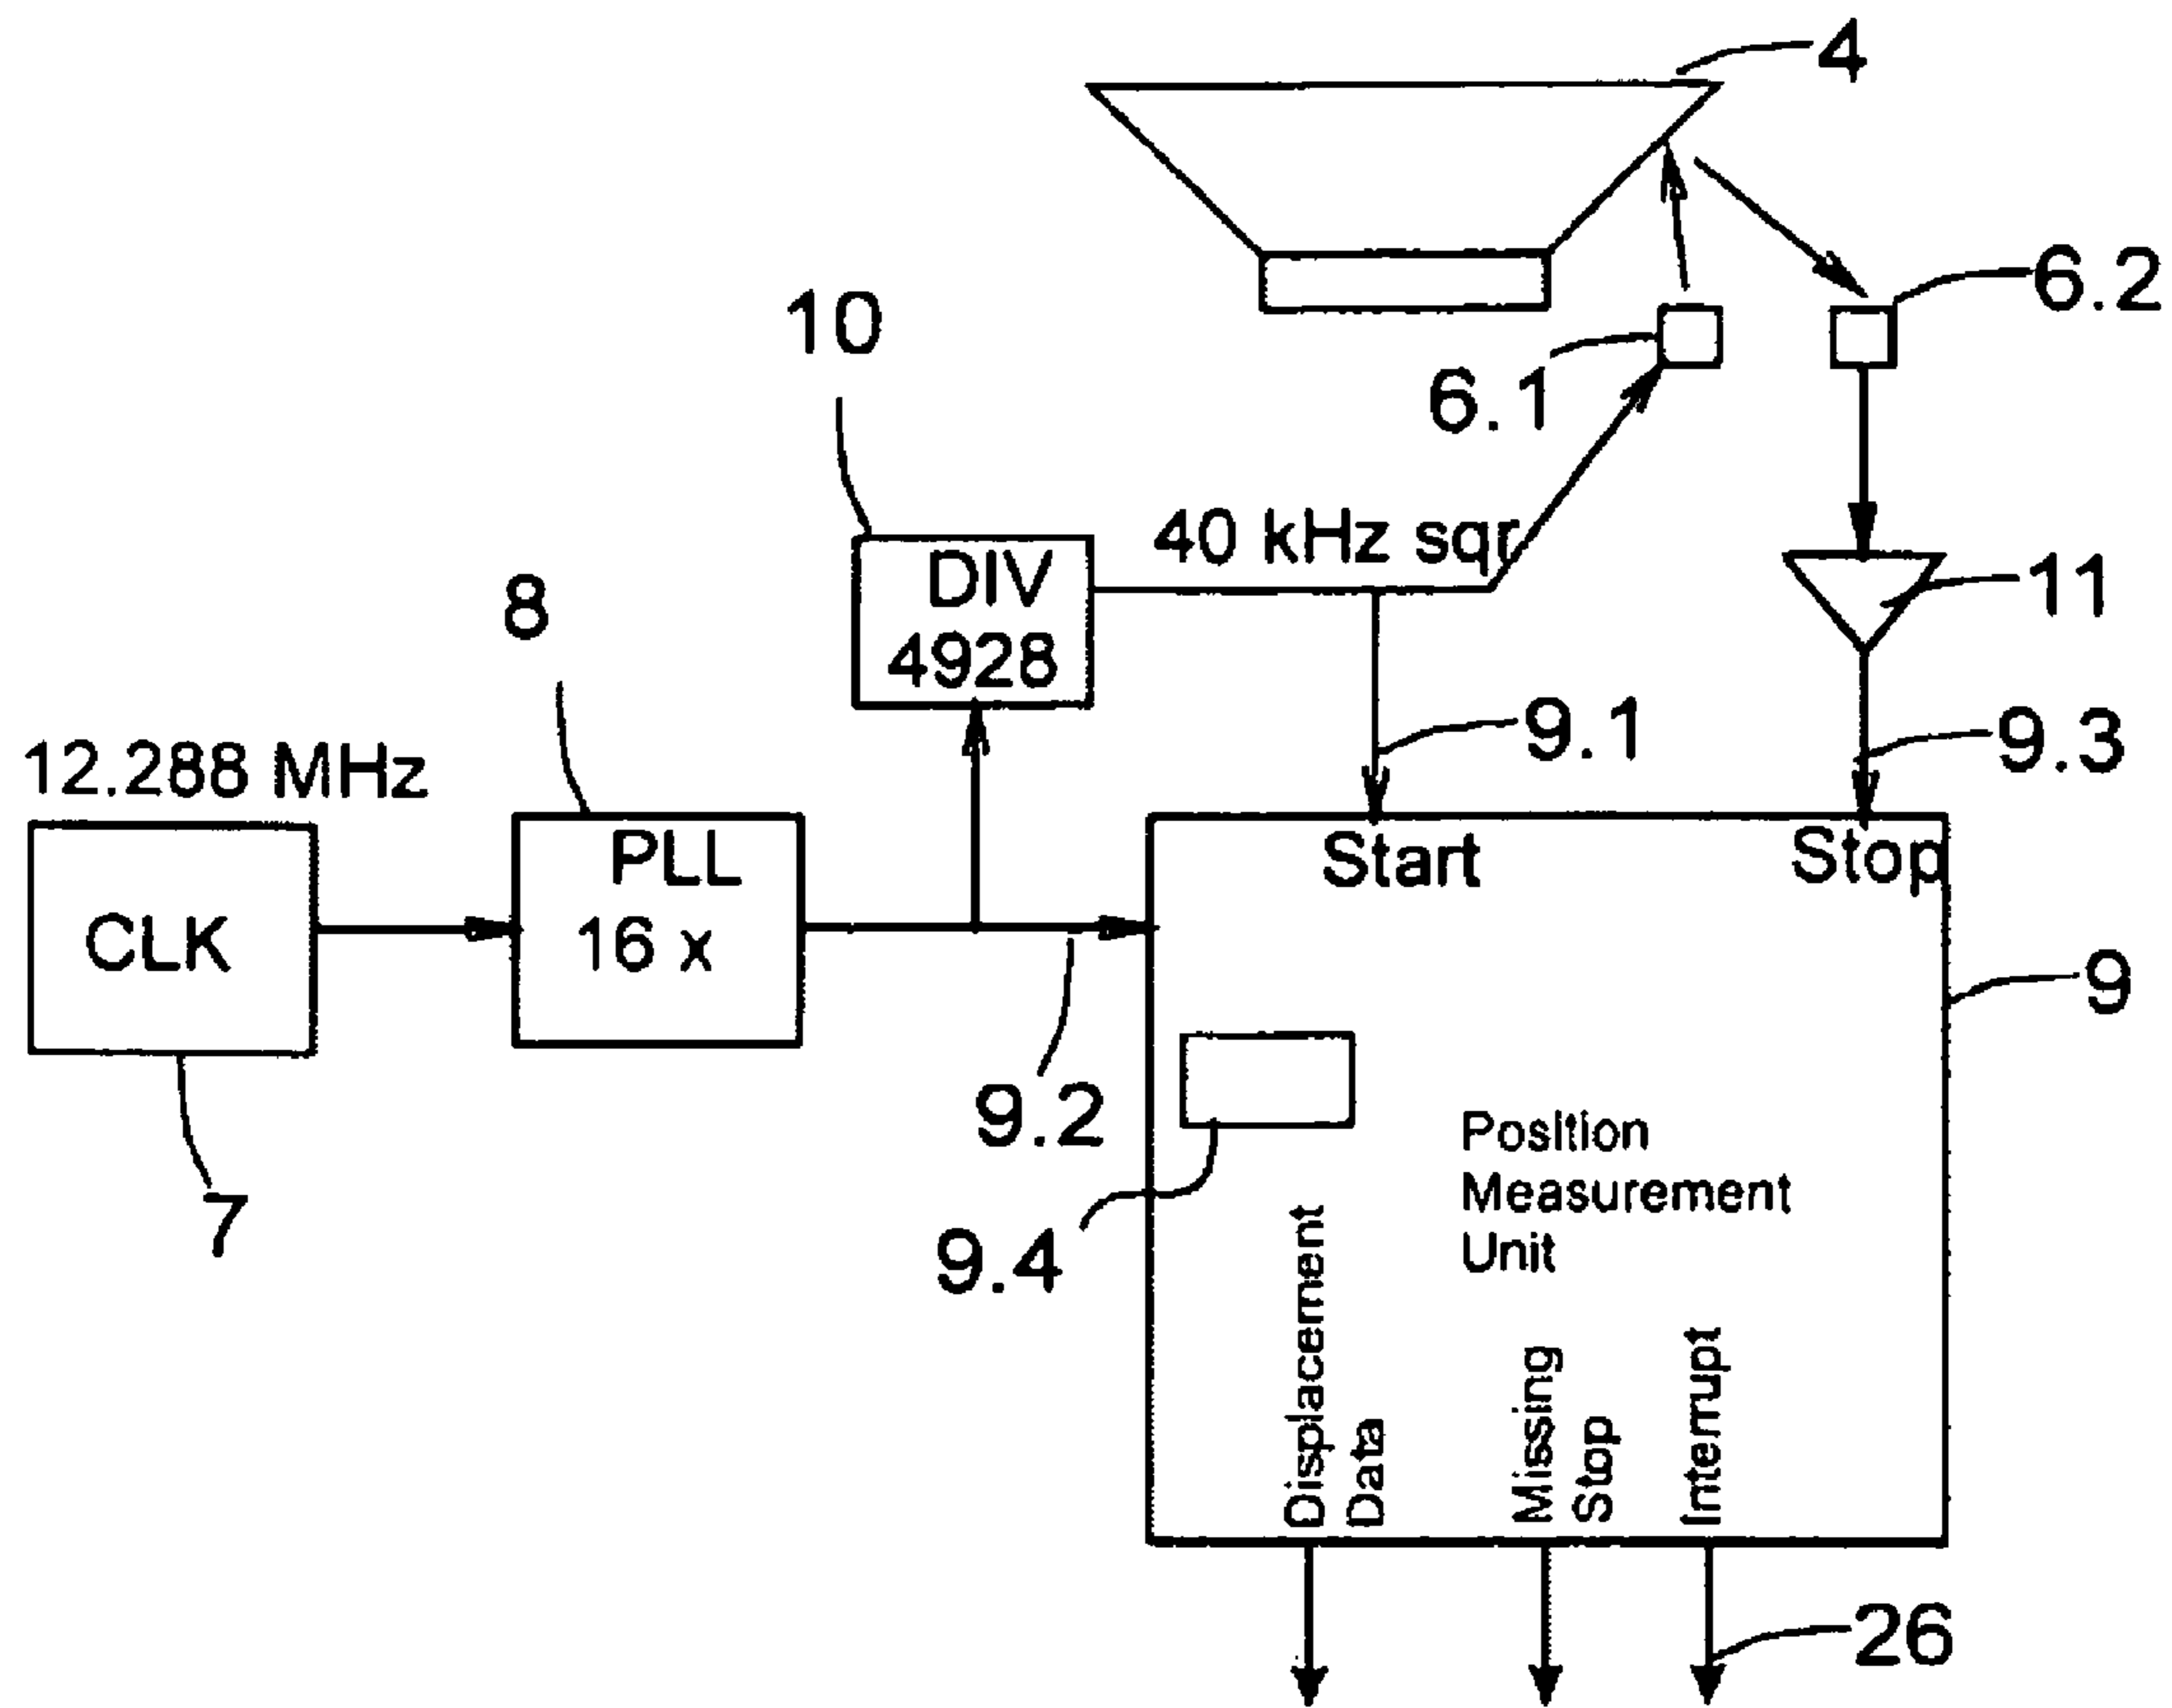 4
6.2
10
6.1
40 kHz sqr
DIV
4928
11
8
9.1
9.3
12.288 MHz
PLL
16 x
CLK
Start
Stop
9
9.2
Position
Measurement
Unit
7
9.4
Displacement
Data
Missing
Stop
Interrupt
26